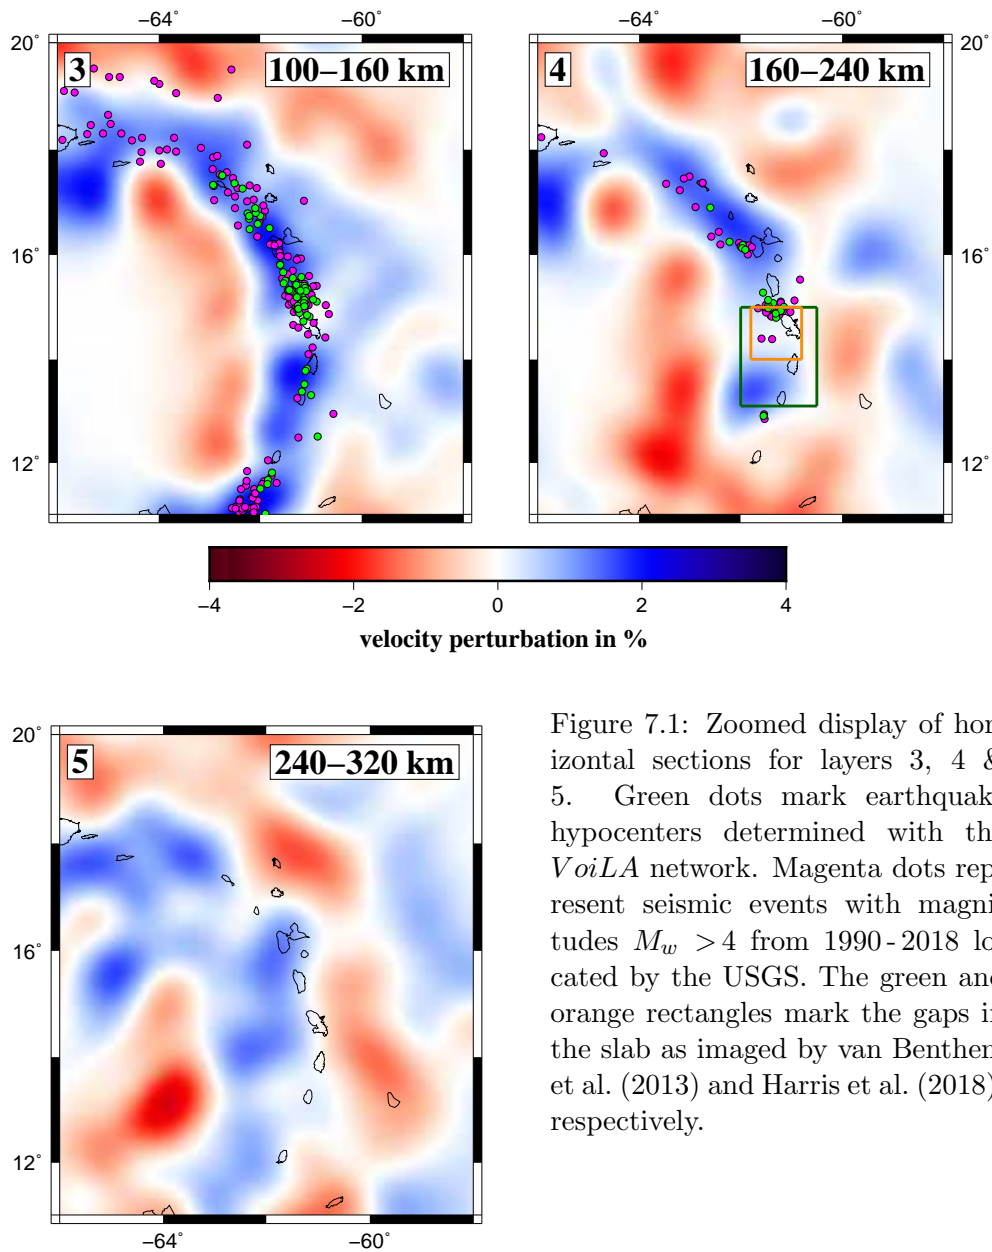 −64˚ −60˚ −64˚ −60˚
20˚ 3 100−160 km 4 160−240 km 20˚
16˚ 16˚
12˚ 12˚
−4 −2 0 2 4
velocity perturbation in %
20˚ 5 240−320 km
16˚
12˚
−64˚ −60˚
Figure 7.1: Zoomed display of hor
izontal sections for layers 3, 4 &
5. Green dots mark earthquak
hypocenters determined with th
VoiLA network. Magenta dots rep
resent seismic events with magni
tudes Mw >4 from 1990-2018 lo
cated by the USGS. The green and
orange rectangles mark the gaps in
the slab as imaged by van Benthem
et al. (2013) and Harris et al. (2018)
respectively.